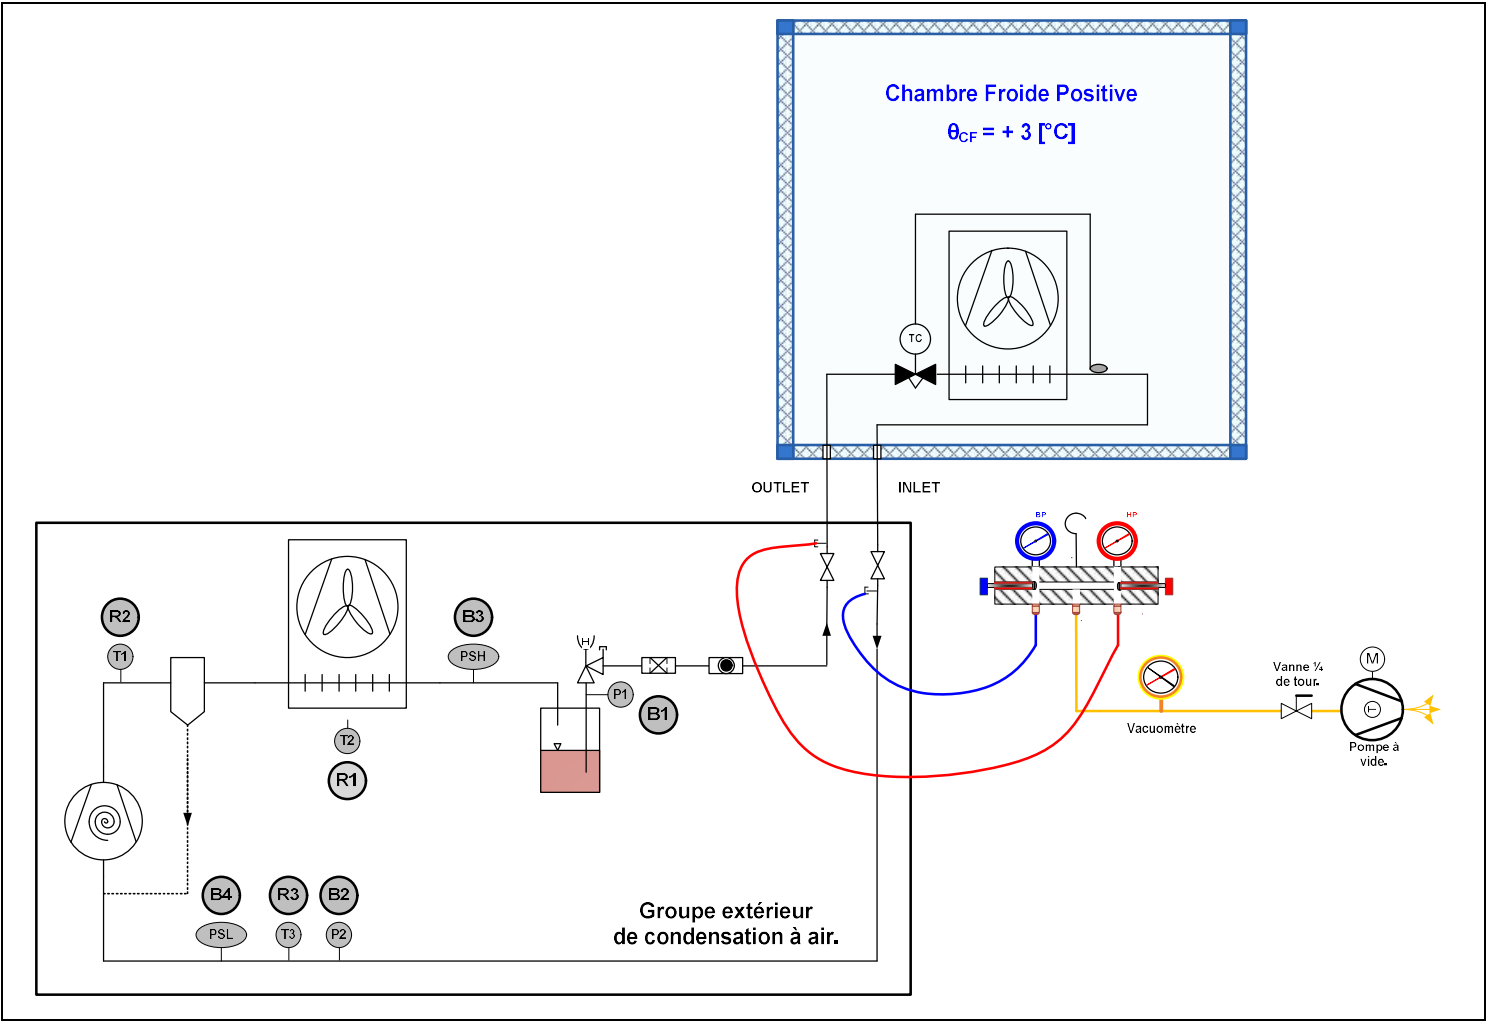 Chambre Froide Positive
θCF = + 3 [°C]
TC
OUTLET
INLET
BP
HP
R2
T1
B3
PSH
H
P1
B1
T2
R1
Vacuomètre
Vanne ¼
de tour.
M
T
Pompe à
vide.
B4
R3
B2
PSL
T3
P2
Groupe extérieur
de condensation à air.